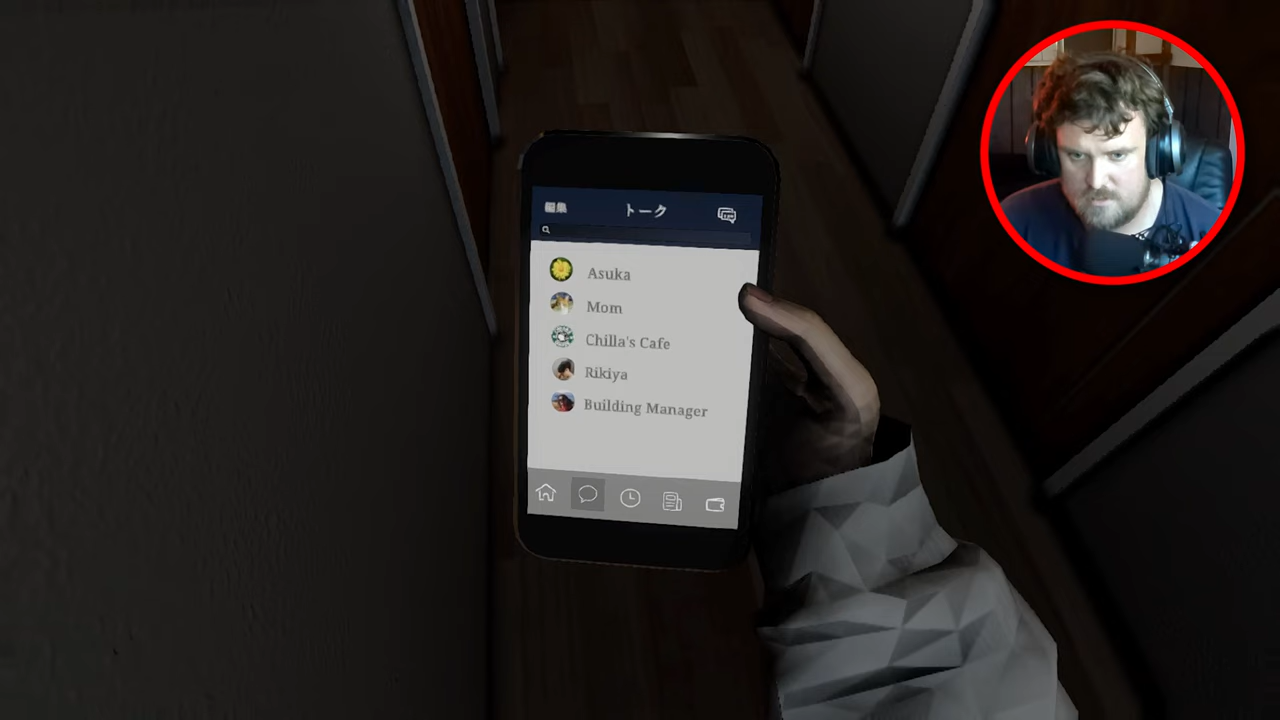 編集 トーク
Asuka
Mom
Chilla's Cafe
Rikiya
Building Manager